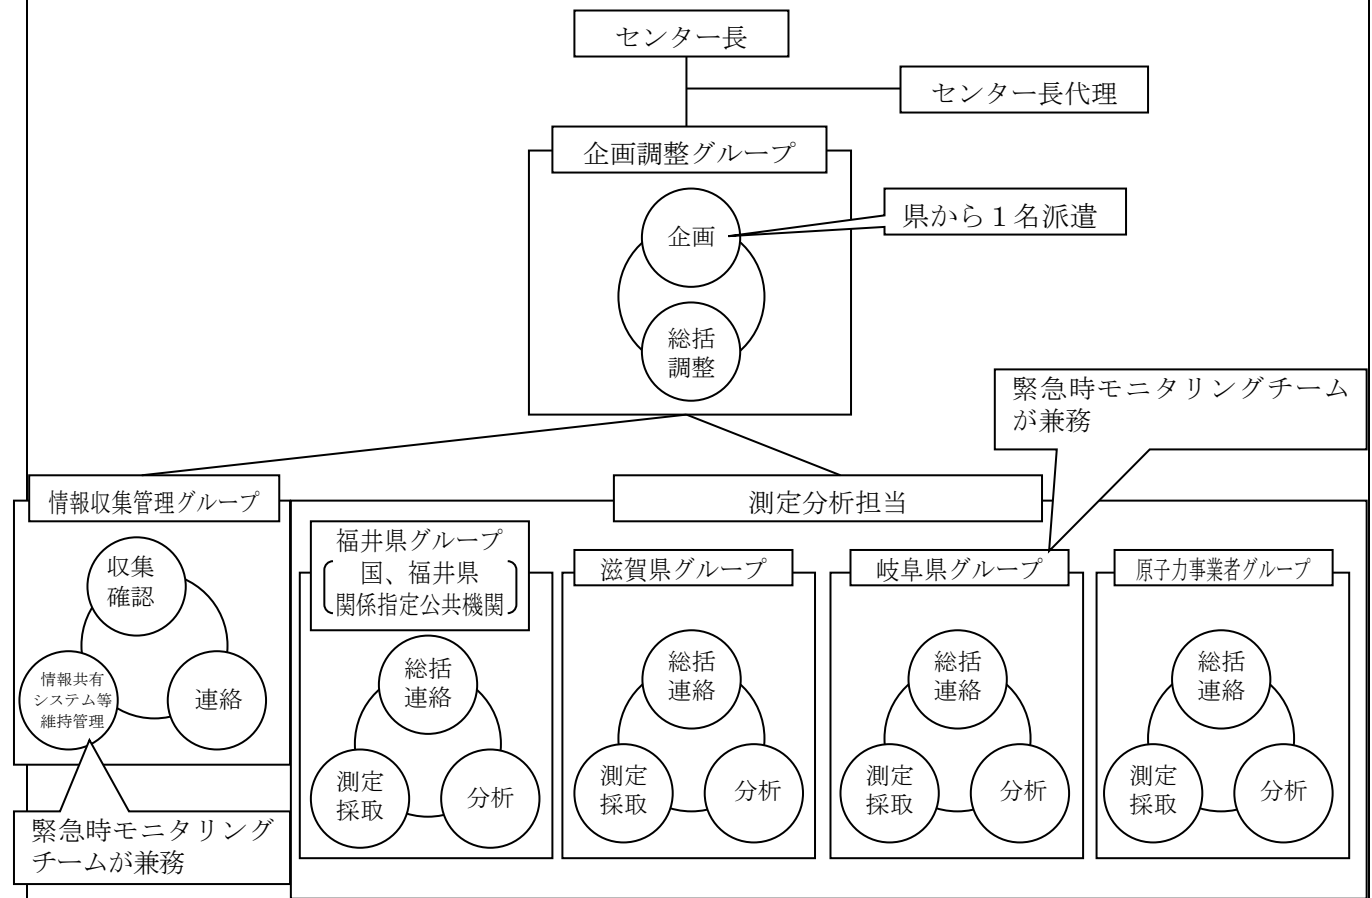 センター長
センター長代理
企画調整グループ
企画
県から１名派遣
総括
調整
緊急時モニタリングチーム
が兼務
情報収集管理グループ
収集
確認
情報共有
システム等
維持管理
連絡
緊急時モニタリング
チームが兼務
測定分析担当
福井県グループ
国、福井県
関係指定公共機関
総括
連絡
測定
採取
分析
滋賀県グループ
総括
連絡
測定
採取
分析
岐阜県グループ
総括
連絡
測定
採取
分析
原子力事業者グループ
総括
連絡
測定
採取
分析